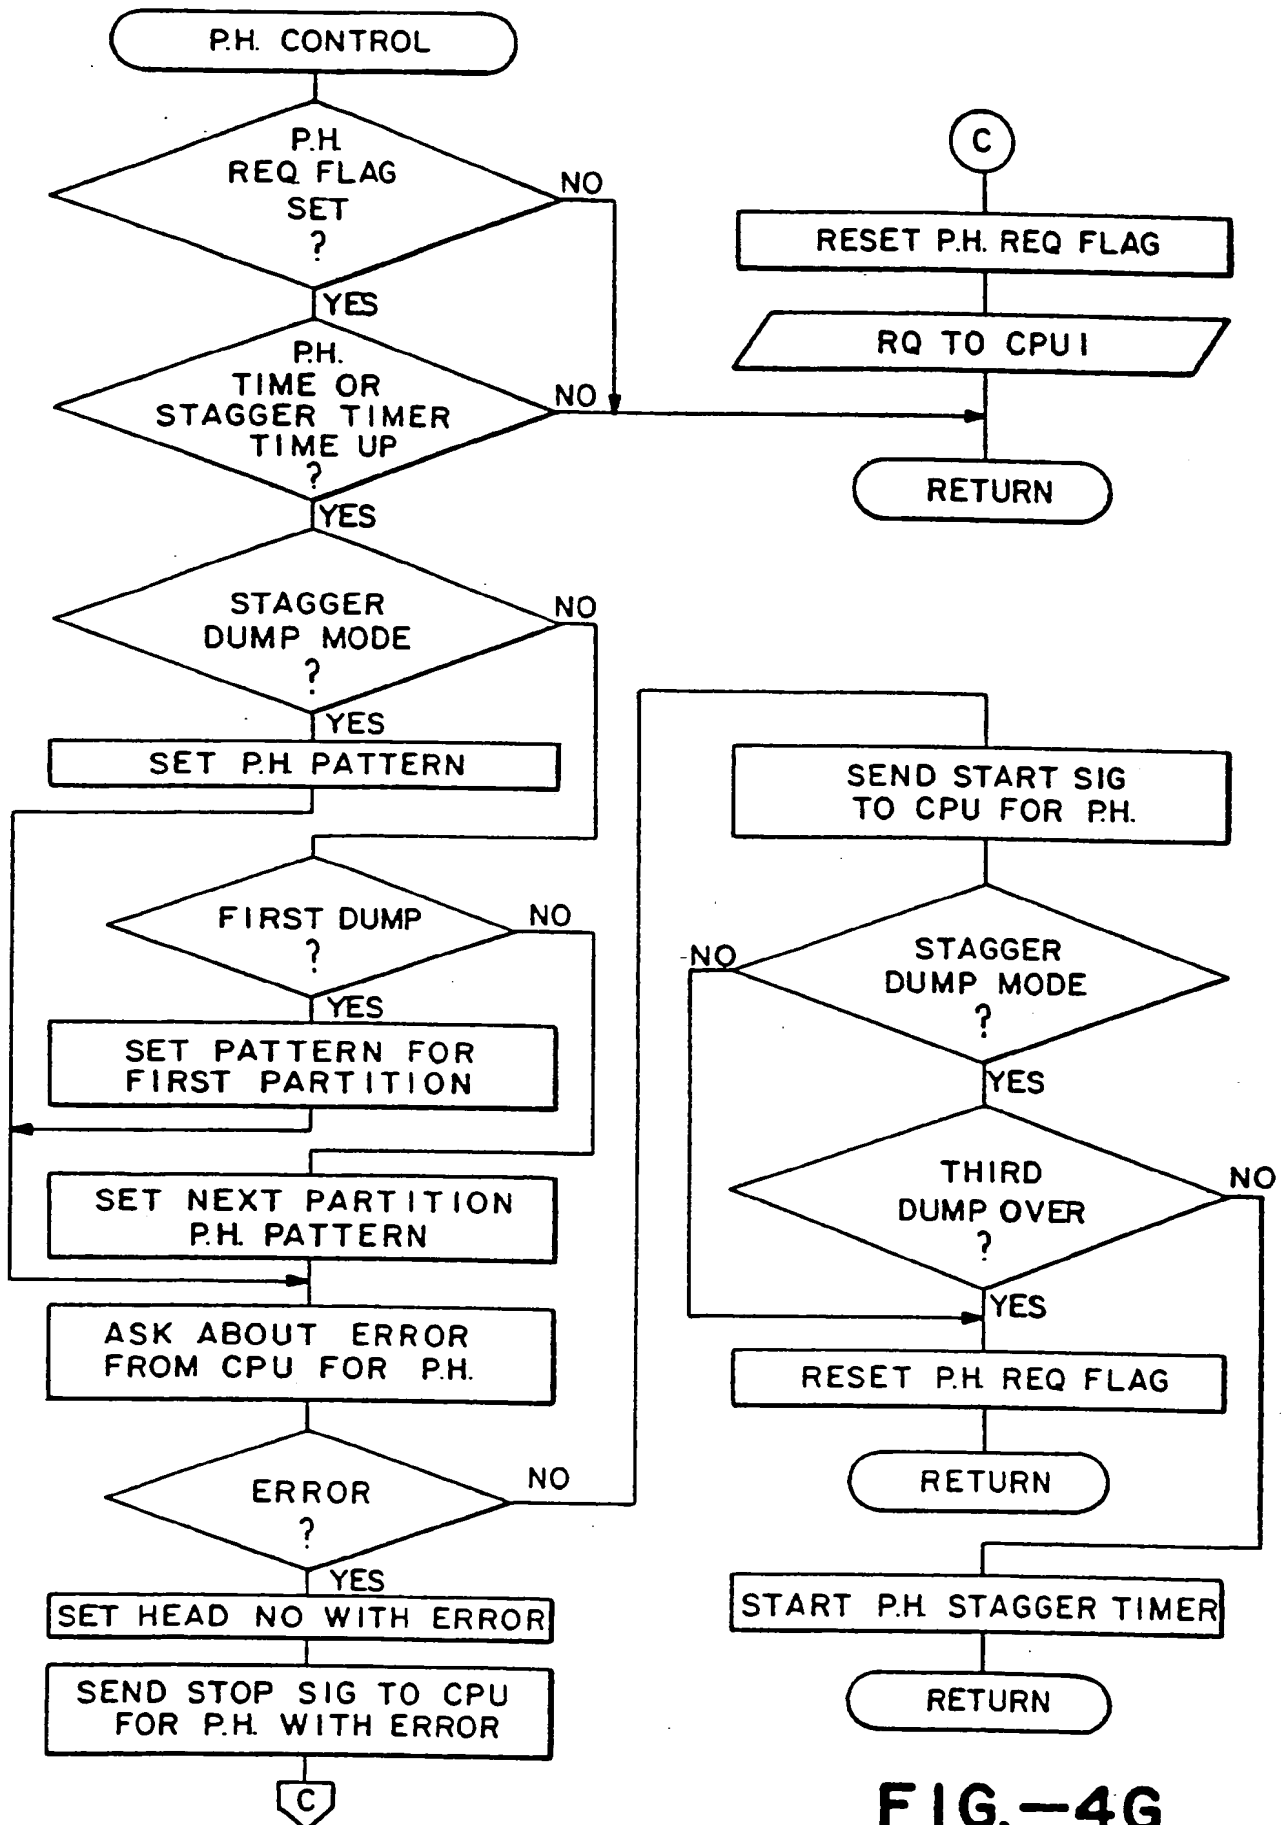 P.H. CONTROL
P.H.
REQ FLAG
SET
?
NO
YES
P.H.
TIME OR
STAGGER TIMER
TIME UP
?
NO
YES
STAGGER
DUMP MODE
?
NO
YES
SET P.H. PATTERN
FIRST DUMP
?
NO
YES
SET PATTERN FOR
FIRST PARTITION
SET NEXT PARTITION
P.H. PATTERN
ASK ABOUT ERROR
FROM CPU FOR P.H.
ERROR
?
NO
YES
SET HEAD NO WITH ERROR
SEND STOP SIG TO CPU
FOR P.H. WITH ERROR
C
C
RESET P.H. REQ FLAG
RQ TO CPU I
RETURN
SEND START SIG
TO CPU FOR P.H.
STAGGER
DUMP MODE
?
NO
YES
THIRD
DUMP OVER
?
NO
YES
RESET P.H. REQ FLAG
RETURN
START P.H. STAGGER TIMER
RETURN
FIG.—4G